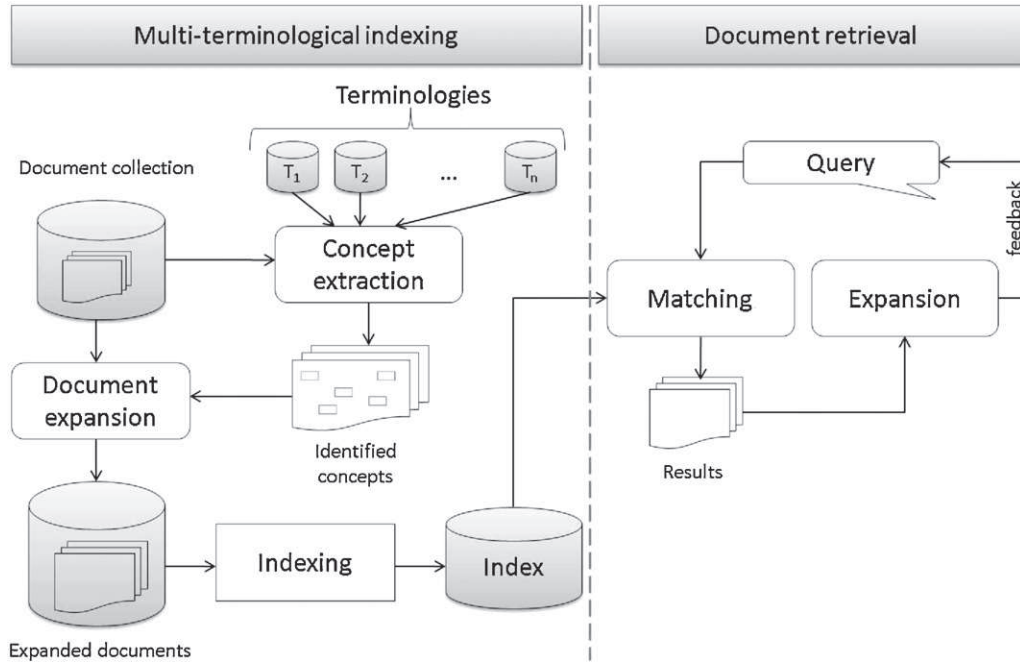 Multi-terminological indexing
Document retrieval
Terminologies
Document collection
T1
T2
...
Tn
Query
feedback
Concept
extraction
Matching
Expansion
Document
expansion
Identified
concepts
Results
Indexing
Index
Expanded documents